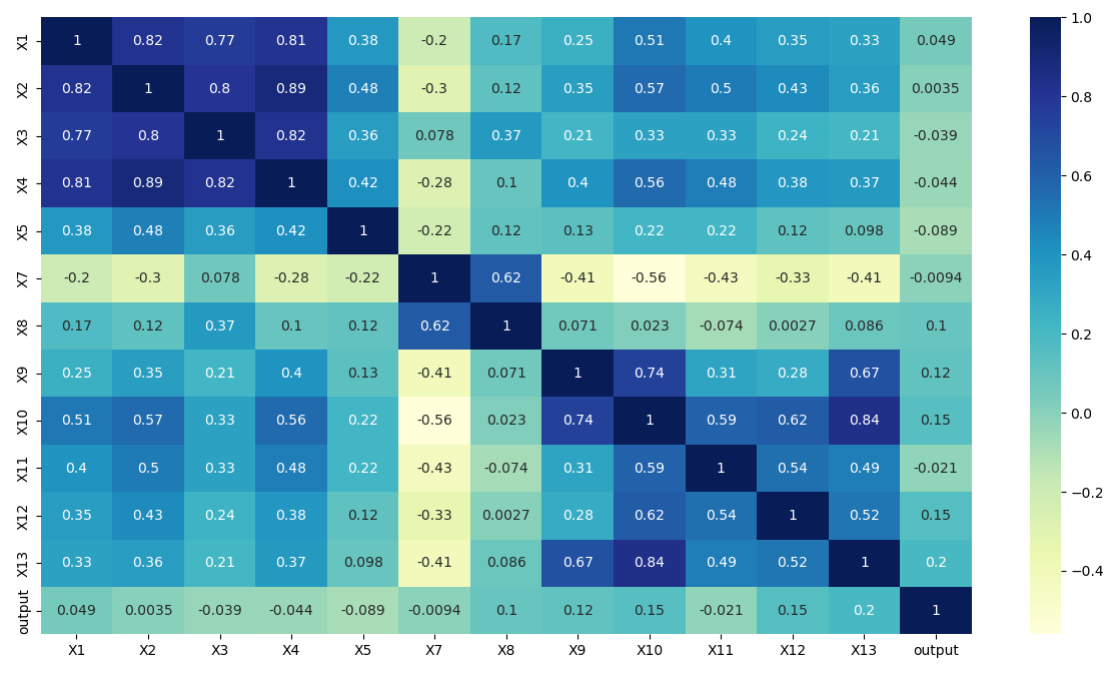 X1 1 0.82 0.77 0.81 0.38 -0.2 0.17 0.25 0.51 0.4 0.35 0.33 0.049
X2 0.82 1 0.8 0.89 0.48 -0.3 0.12 0.35 0.57 0.5 0.43 0.36 0.0035
X3 0.77 0.8 1 0.82 0.36 0.078 0.37 0.21 0.33 0.33 0.24 0.21 -0.039
X4 0.81 0.89 0.82 1 0.42 -0.28 0.1 0.4 0.56 0.48 0.38 0.37 -0.044
X5 0.38 0.48 0.36 0.42 1 -0.22 0.12 0.13 0.22 0.22 0.12 0.098 -0.089
X7 -0.2 -0.3 0.078 -0.28 -0.22 1 0.62 -0.41 -0.56 -0.43 -0.33 -0.41 -0.0094
X8 0.17 0.12 0.37 0.1 0.12 0.62 1 0.071 0.023 -0.074 0.0027 0.086 0.1
X9 0.25 0.35 0.21 0.4 0.13 -0.41 0.071 1 0.74 0.31 0.28 0.67 0.12
X10 0.51 0.57 0.33 0.56 0.22 -0.56 0.023 0.74 1 0.59 0.62 0.84 0.15
X11 0.4 0.5 0.33 0.48 0.22 -0.43 -0.074 0.31 0.59 1 0.54 0.49 -0.021
X12 0.35 0.43 0.24 0.38 0.12 -0.33 0.0027 0.28 0.62 0.54 1 0.52 0.15
X13 0.33 0.36 0.21 0.37 0.098 -0.41 0.086 0.67 0.84 0.49 0.52 1 0.2
output 0.049 0.0035 -0.039 -0.044 -0.089 -0.0094 0.1 0.12 0.15 -0.021 0.15 0.2 1
X1 X2 X3 X4 X5 X7 X8 X9 X10 X11 X12 X13 output
1.0
0.8
0.6
0.4
0.2
0.0
−0.2
−0.4